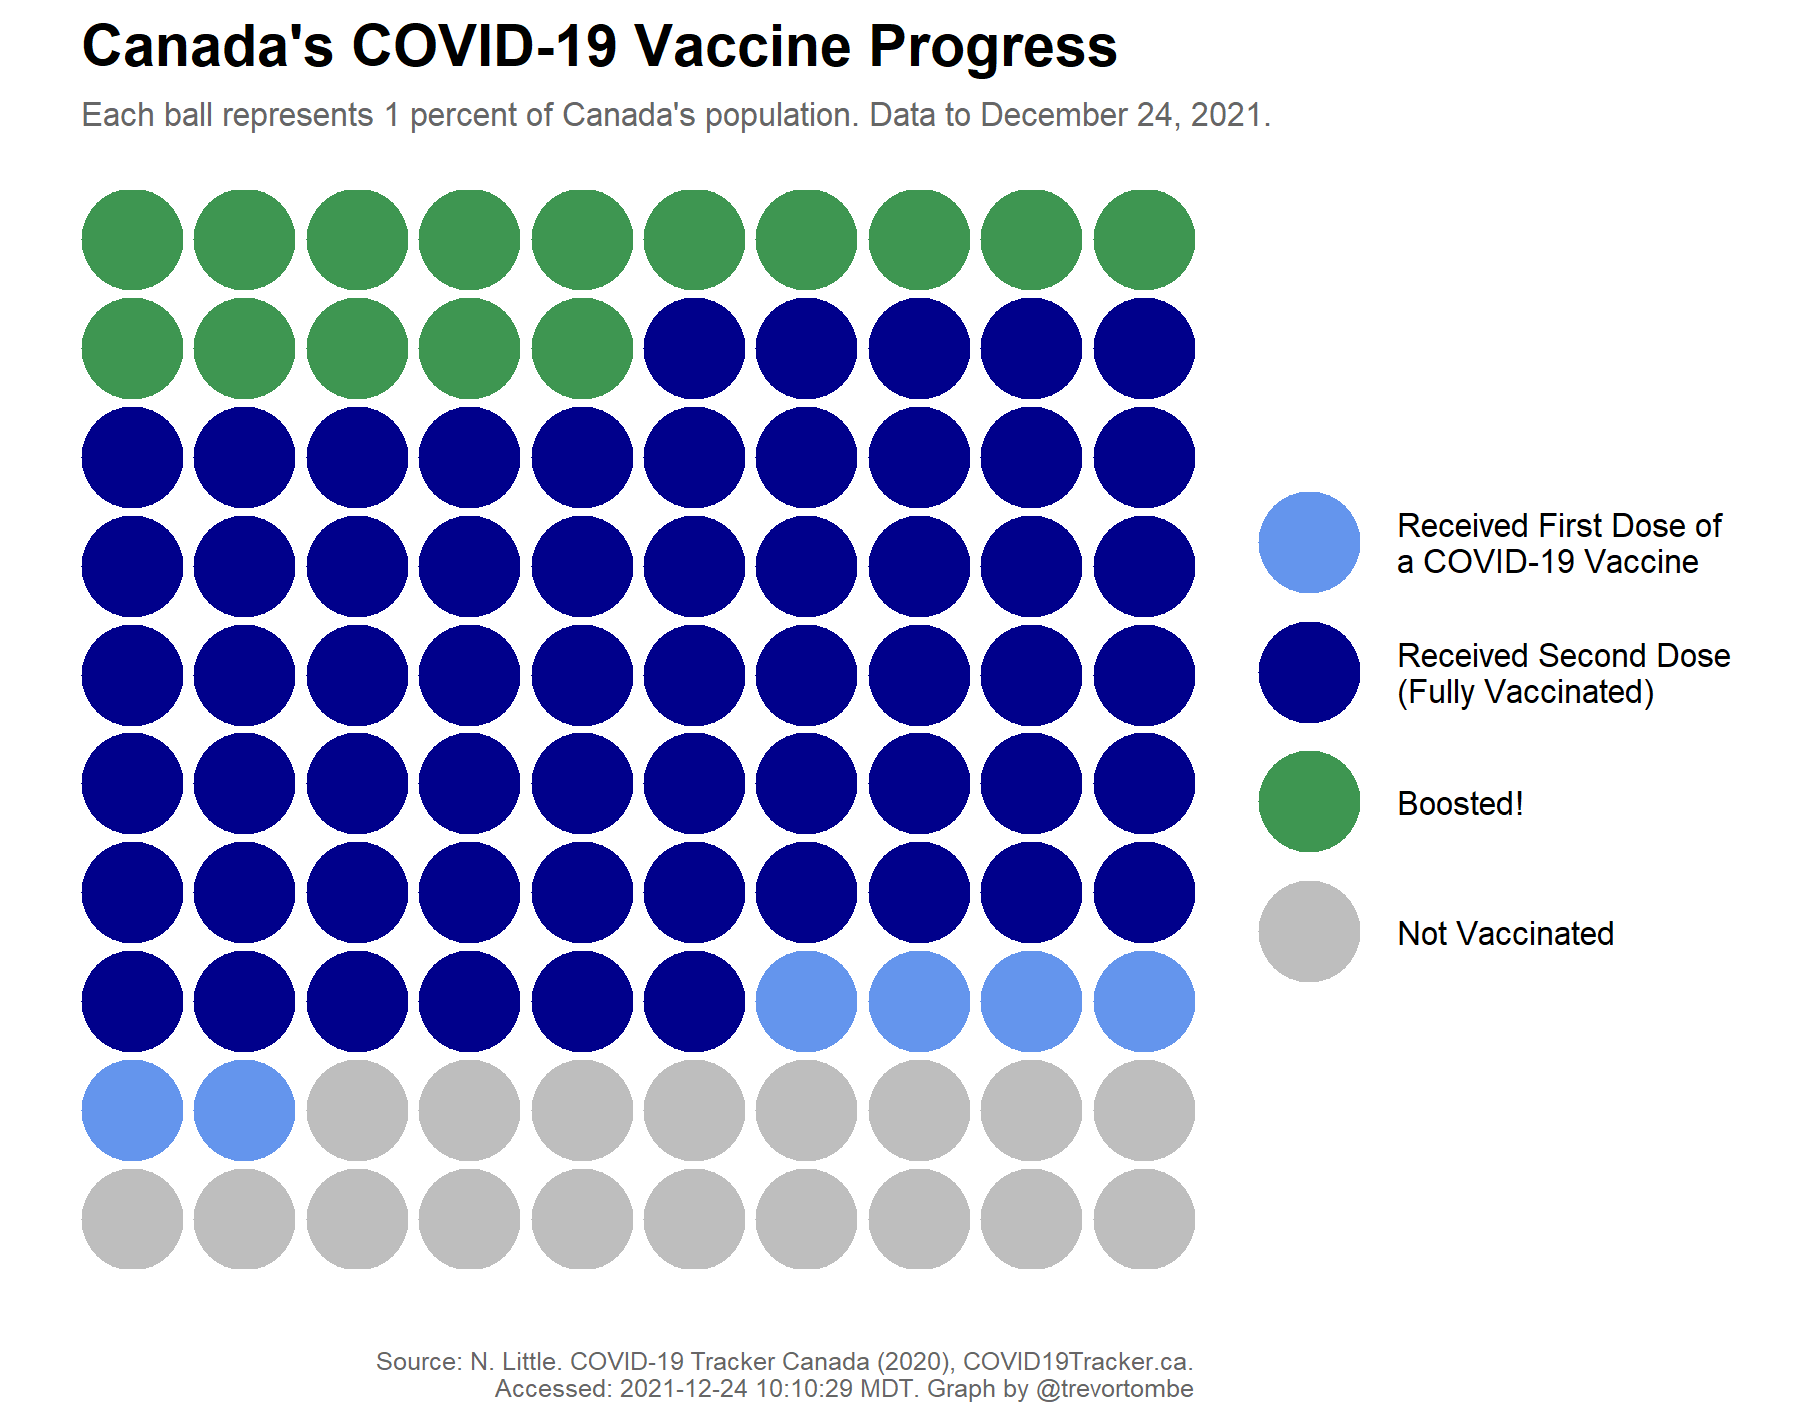 Canada's COVID-19 Vaccine Progress
Each ball represents 1 percent of Canada's population. Data to December 24, 2021.
Received First Dose of
a COVID-19 Vaccine
Received Second Dose
(Fully Vaccinated)
Boosted!
Not Vaccinated
Source: N. Little. COVID-19 Tracker Canada (2020), COVID19Tracker.ca.
Accessed: 2021-12-24 10:10:29 MDT. Graph by @trevortombe